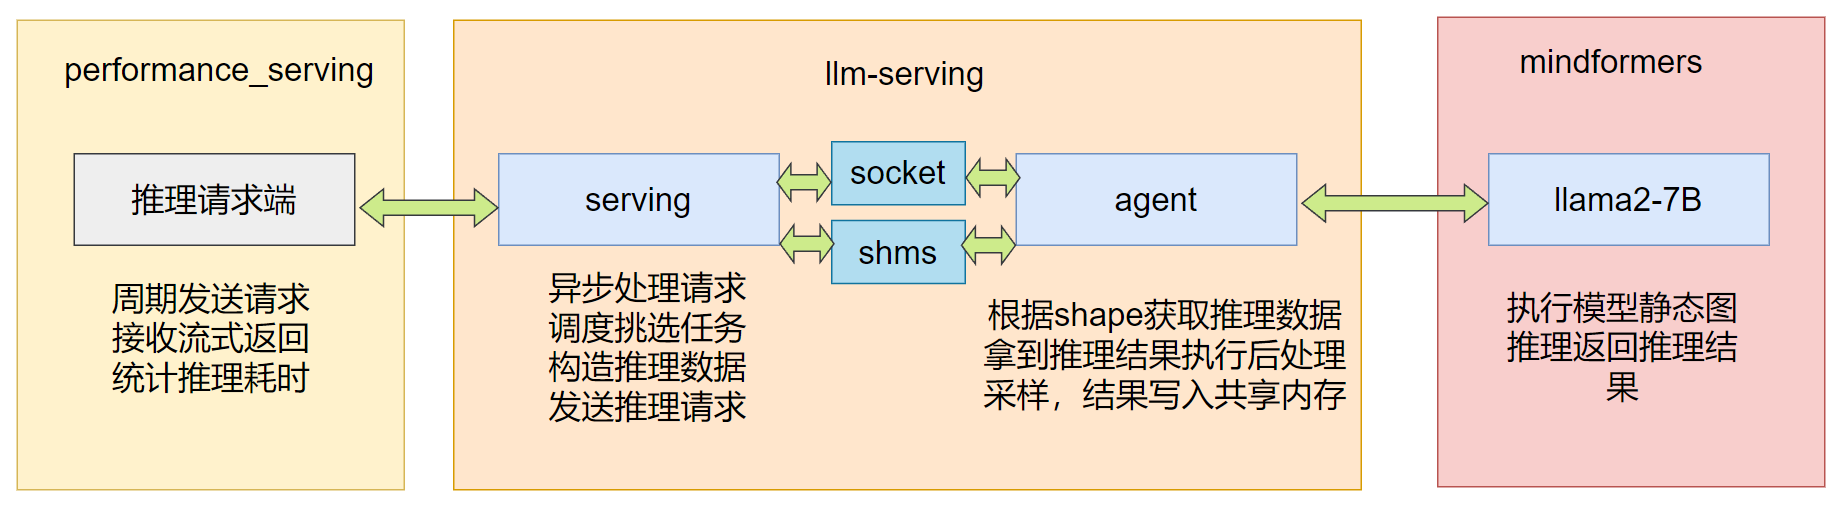 performance_serving
推理请求端
周期发送请求
接收流式返回
统计推理耗时
llm-serving
serving
socket
shms
agent
异步处理请求
调度挑选任务
构造推理数据
发送推理请求
根据shape获取推理数据
拿到推理结果执行后处理
采样，结果写入共享内存
mindformers
llama2-7B
执行模型静态图
推理返回推理结
果